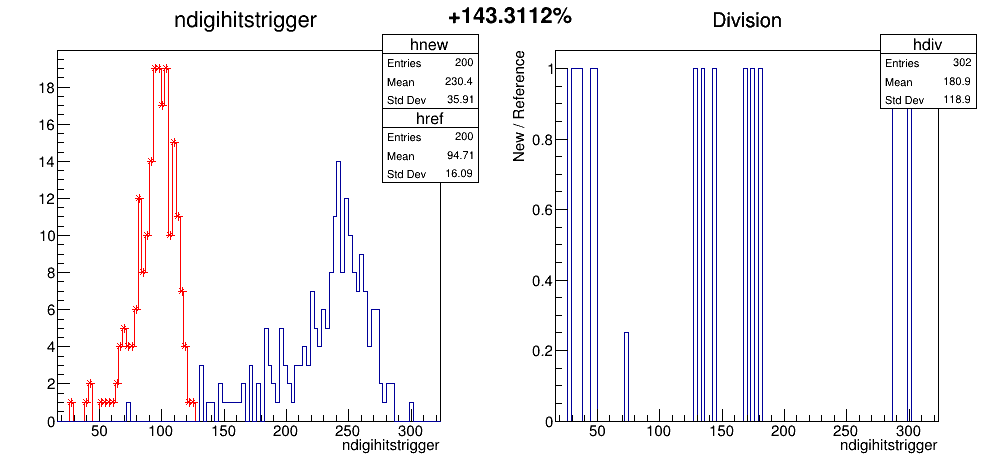 +143.3112%
ndigihitstrigger
hnew
Entries 200
Mean 230.4
Std Dev 35.91
href
Entries 200
Mean 94.71
Std Dev 16.09
18
16
14
12
10
8
6
4
2
0
50 100 150 200 250 300
ndigihitstrigger
Division
hdiv
Entries 302
Mean 180.9
Std Dev 118.9
New / Reference
1
0.8
0.6
0.4
0.2
0
50 100 150 200 250 300
ndigihitstrigger